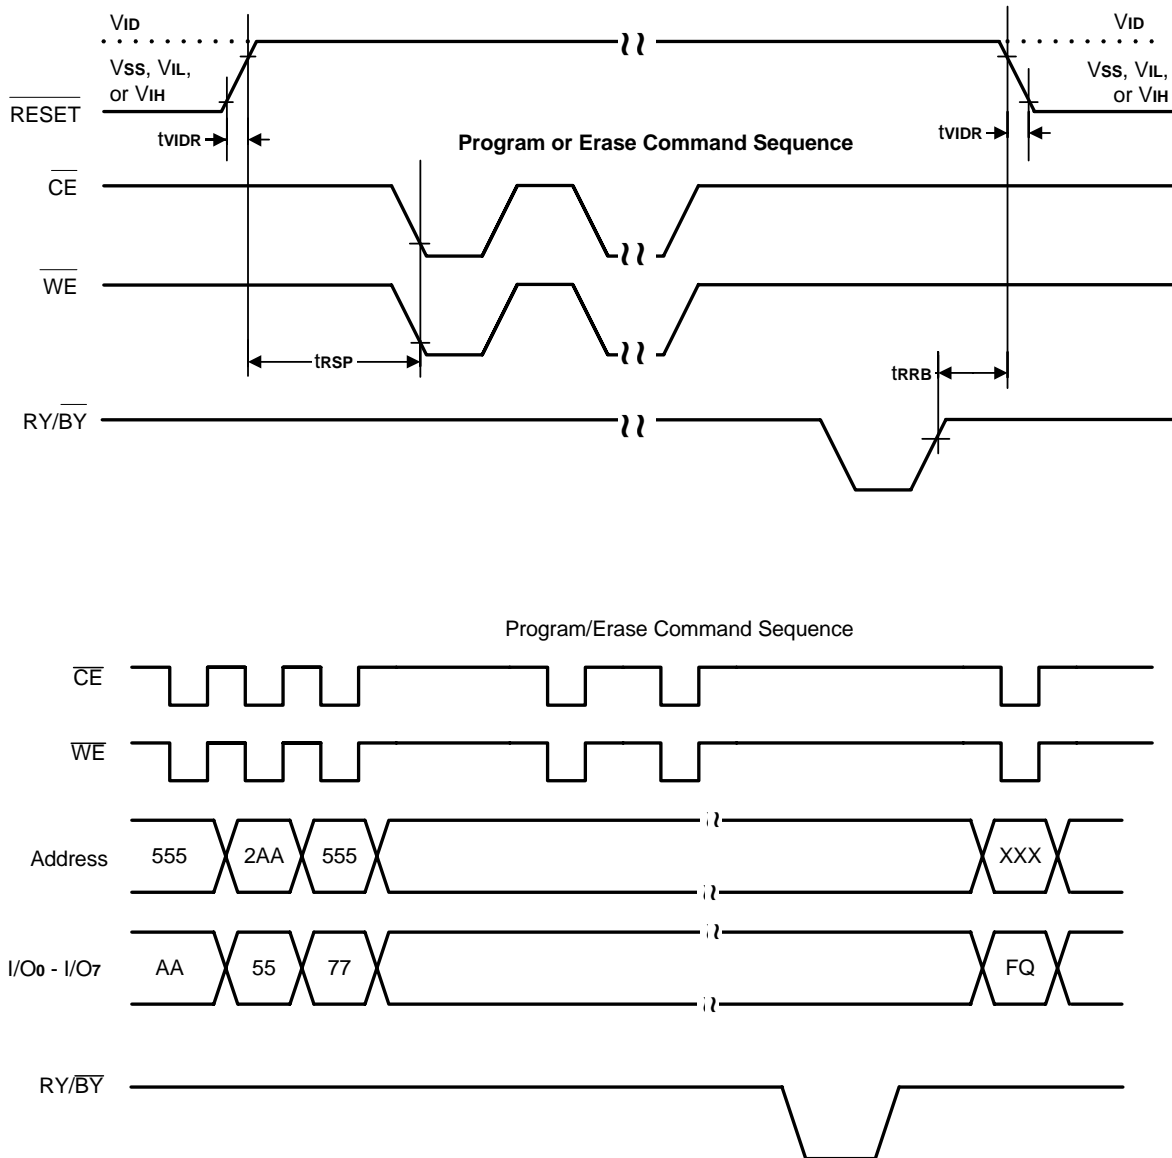 VID
VID
VSS, VIL,
or VIH
VSS, VIL,
or VIH
RESET
tVIDR
tVIDR
Program or Erase Command Sequence
CE
WE
tRSP
tRRB
RY/BY
Program/Erase Command Sequence
CE
WE
Address
555
2AA
555
XXX
I/O0 - I/O7
AA
55
77
FQ
RY/BY